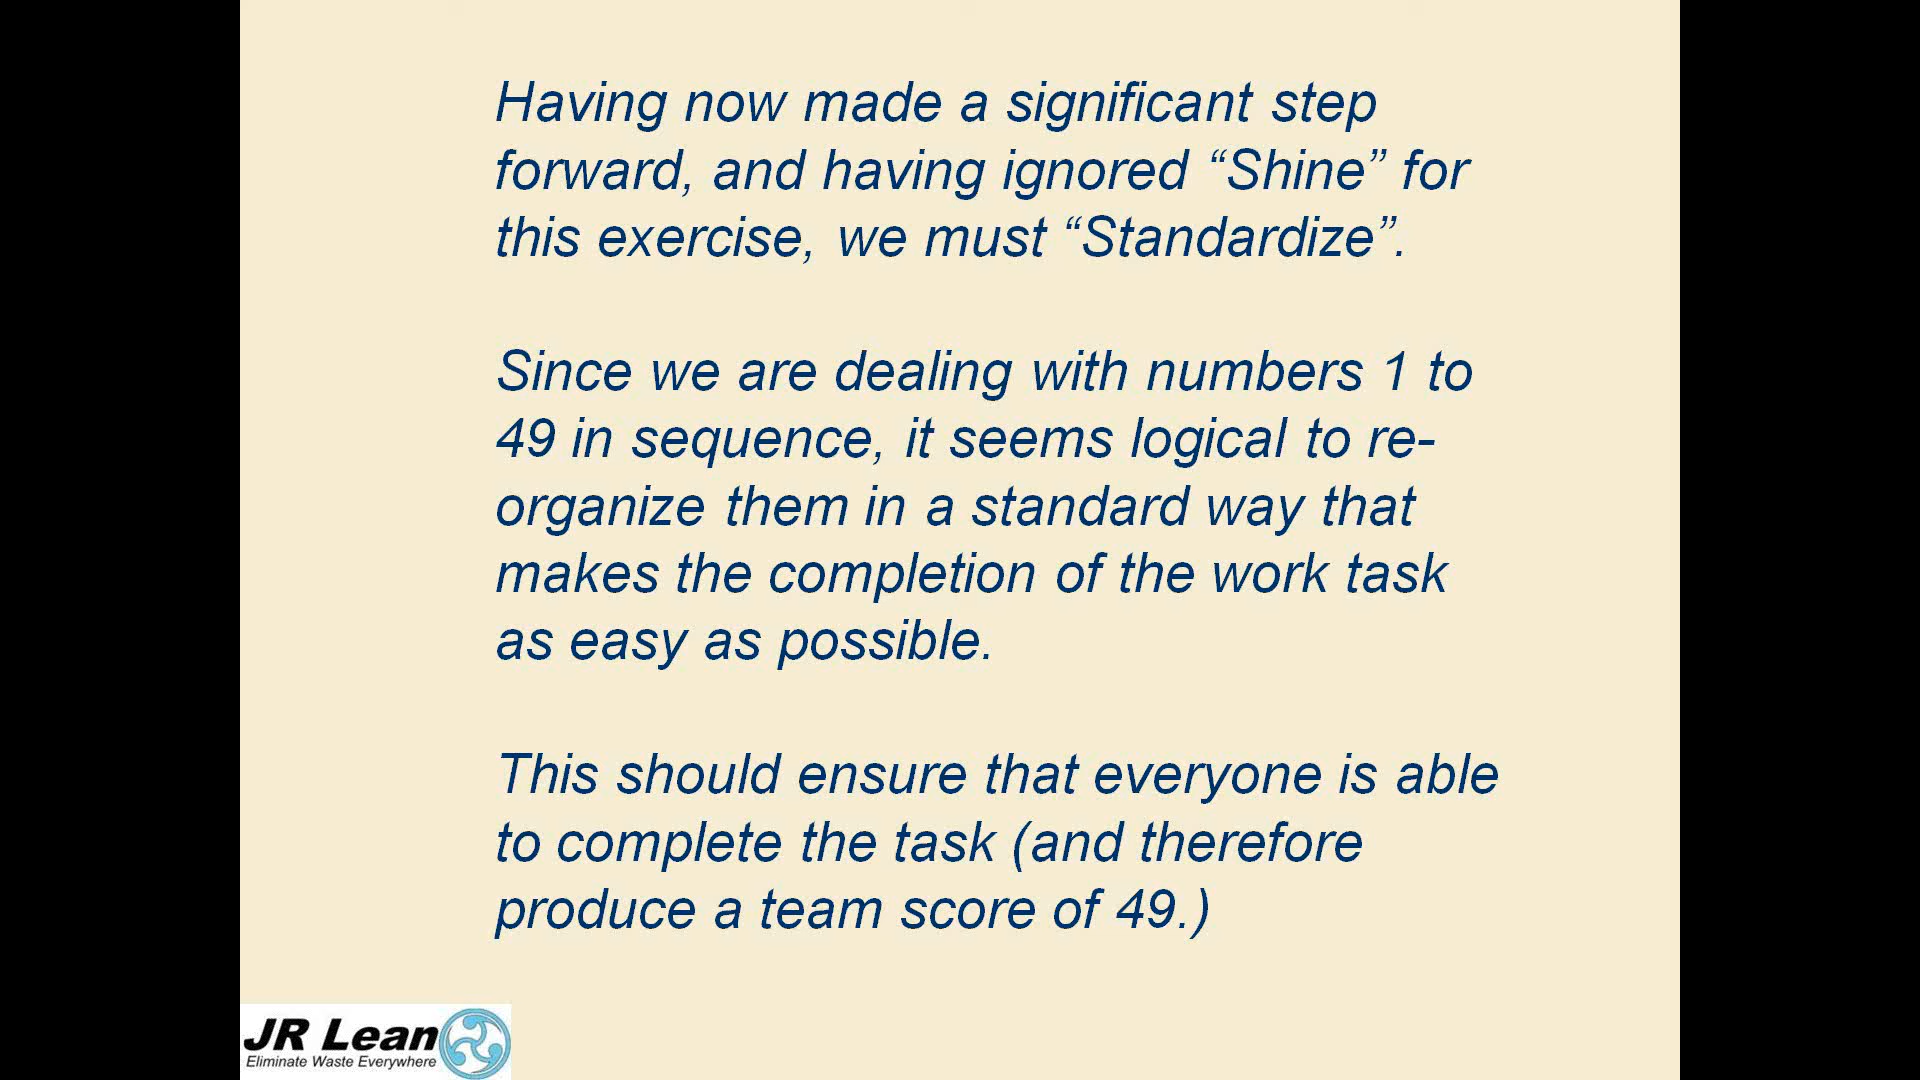 Having now made a significant step
forward, and having ignored “Shine” for
this exercise, we must “Standardize”.
Since we are dealing with numbers 1 to
49 in sequence, it seems logical to re-
organize them in a standard way that
makes the completion of the work task
as easy as possible.
This should ensure that everyone is able
to complete the task (and therefore
produce a team score of 49.)
JR Lean
Eliminate Waste Everywhere